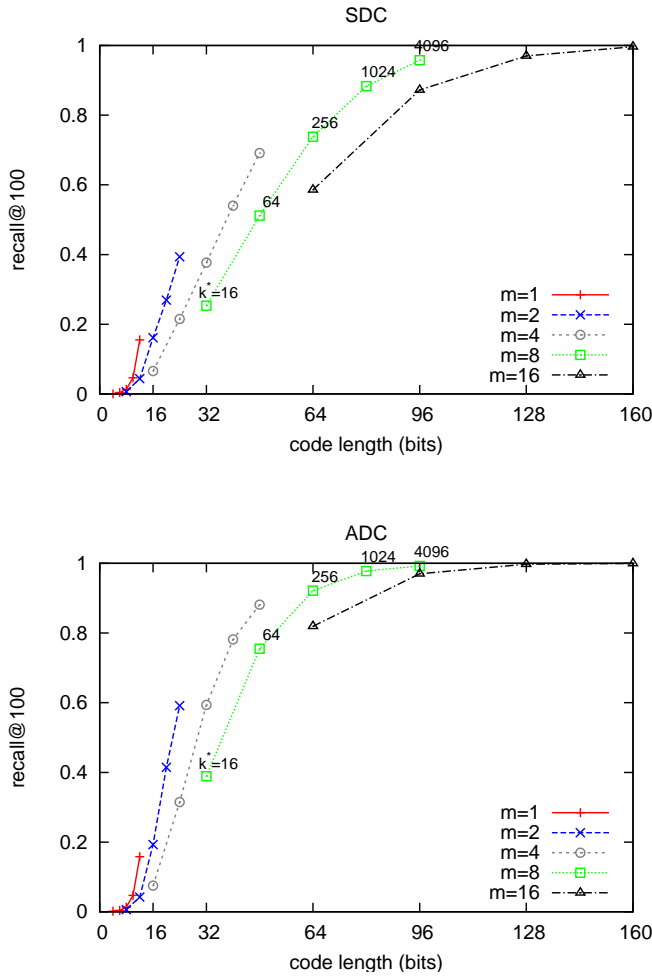 SDC
recall@100
1
0.8
0.6
0.4
0.2
0
k*=16
64
256
1024
4096
m=1
m=2
m=4
m=8
m=16
0 16 32 64 96 128 160
code length (bits)
ADC
recall@100
1
0.8
0.6
0.4
0.2
0
k*=16
64
256
1024
4096
m=1
m=2
m=4
m=8
m=16
0 16 32 64 96 128 160
code length (bits)